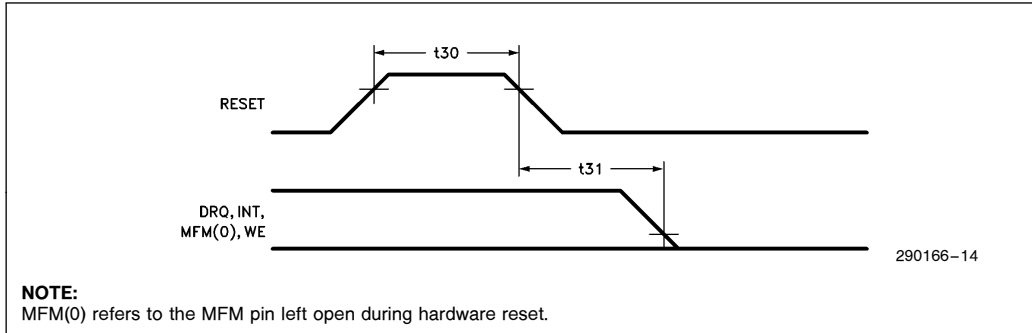 t30
RESET
t31
DRQ, INT,
MFM(0), WE
290166–14
NOTE:
MFM(0) refers to the MFM pin left open during hardware reset.